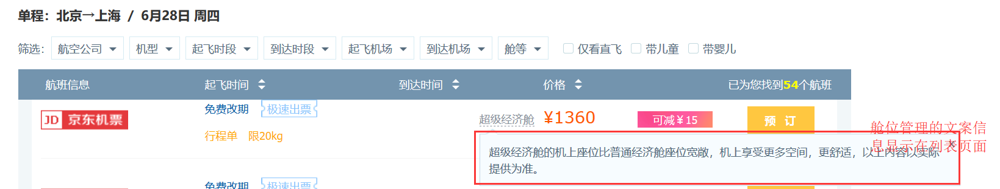 单程：北京→上海 / 6月28日 周四
筛选： 航空公司 机型 起飞时段 到达时段 起飞机场 到达机场 舱等 仅看直飞 带儿童 带婴儿
航班信息 起飞时间 到达时间 价格 已为您找到54个航班
JD 京东机票 免费改期 极速出票 超级经济舱 ¥1360 可减¥15 预 订
行程单 限20kg
舱位管理的文案信
息显示在列表页面
超级经济舱的机上座位比普通经济舱座位宽敞，机上享受更多空间，更舒适，以上内容以实际
提供为准。
免费改期 极速出票